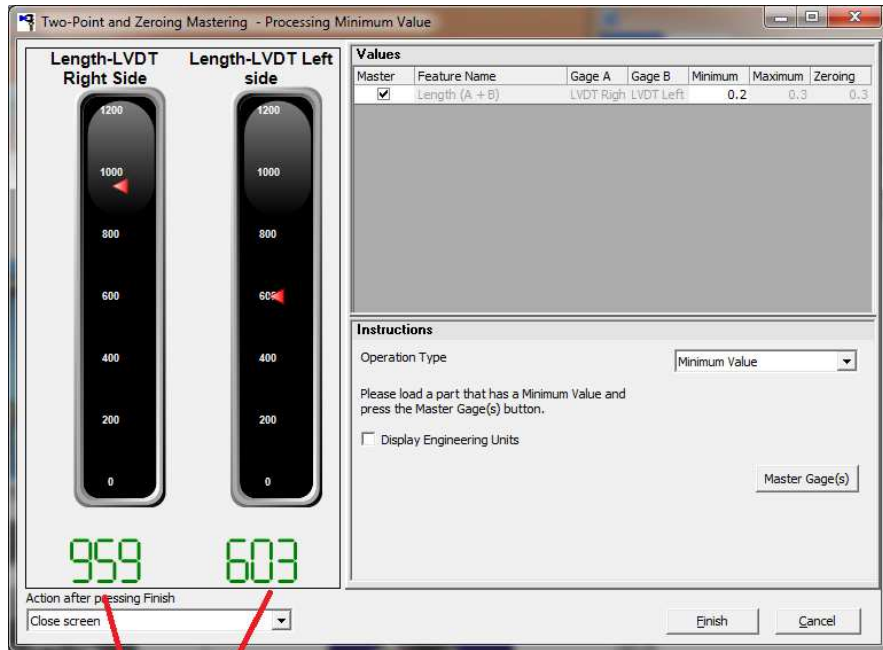 Two-Point and Zeroing Mastering - Processing Minimum Value
Length-LVDT Right Side
Length-LVDT Left side
1200
1000
800
600
400
200
0
959
1200
1000
800
600
400
200
0
603
Action after pressing Finish
Close screen
Values
Master Feature Name Gage A Gage B Minimum Maximum Zeroing
Length (A + B) LVDT Righ LVDT Left 0.2 0.3 0.3
Instructions
Operation Type
Minimum Value
Please load a part that has a Minimum Value and
press the Master Gage(s) button.
Display Engineering Units
Master Gage(s)
Finish
Cancel